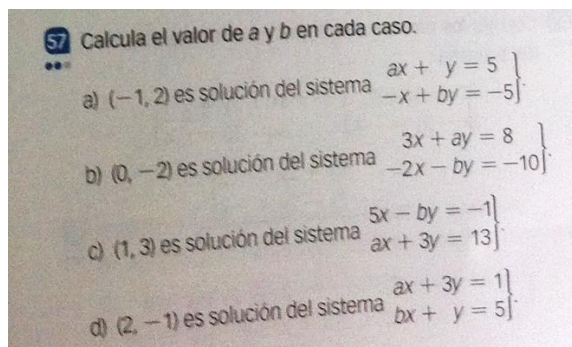 57 Calcula el valor de a y b en cada caso.
a) (−1, 2) es solución del sistema ax + y = 5
−x + by = −5}.
b) (0, −2) es solución del sistema 3x + ay = 8
−2x − by = −10}.
c) (1, 3) es solución del sistema 5x − by = −1
ax + 3y = 13}.
d) (2, −1) es solución del sistema ax + 3y = 1
bx + y = 5}.